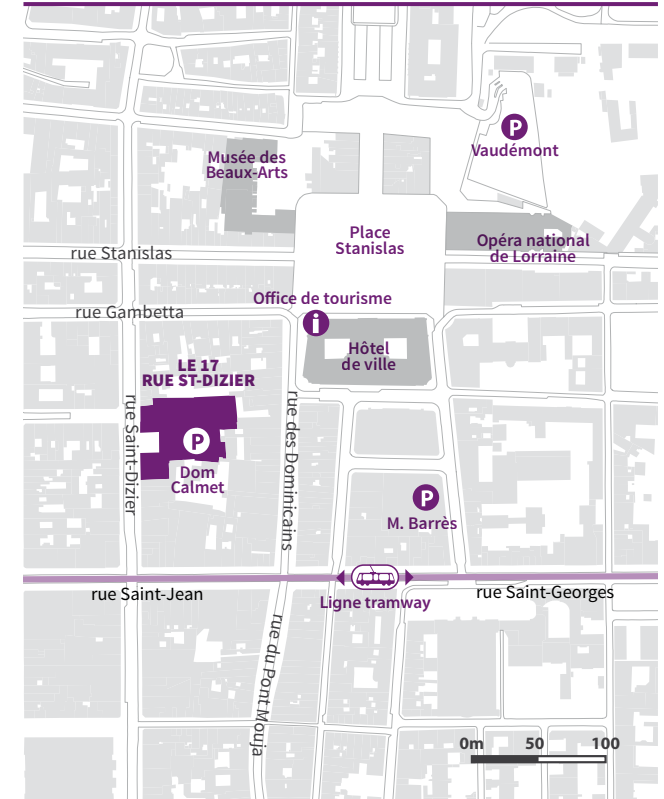 P
Vaudémont
Musée des
Beaux-Arts
Place
Stanislas
Opéra national
de Lorraine
rue Stanislas
Office de tourisme
rue Gambetta
i
Hôtel
de ville
LE 17
RUE ST-DIZIER
rue Saint-Dizier
P
Dom
Calmet
rue des Dominicains
P
M. Barrès
rue Saint-Jean
rue Saint-Georges
Ligne tramway
rue du Pont Mouja
0m 50 100